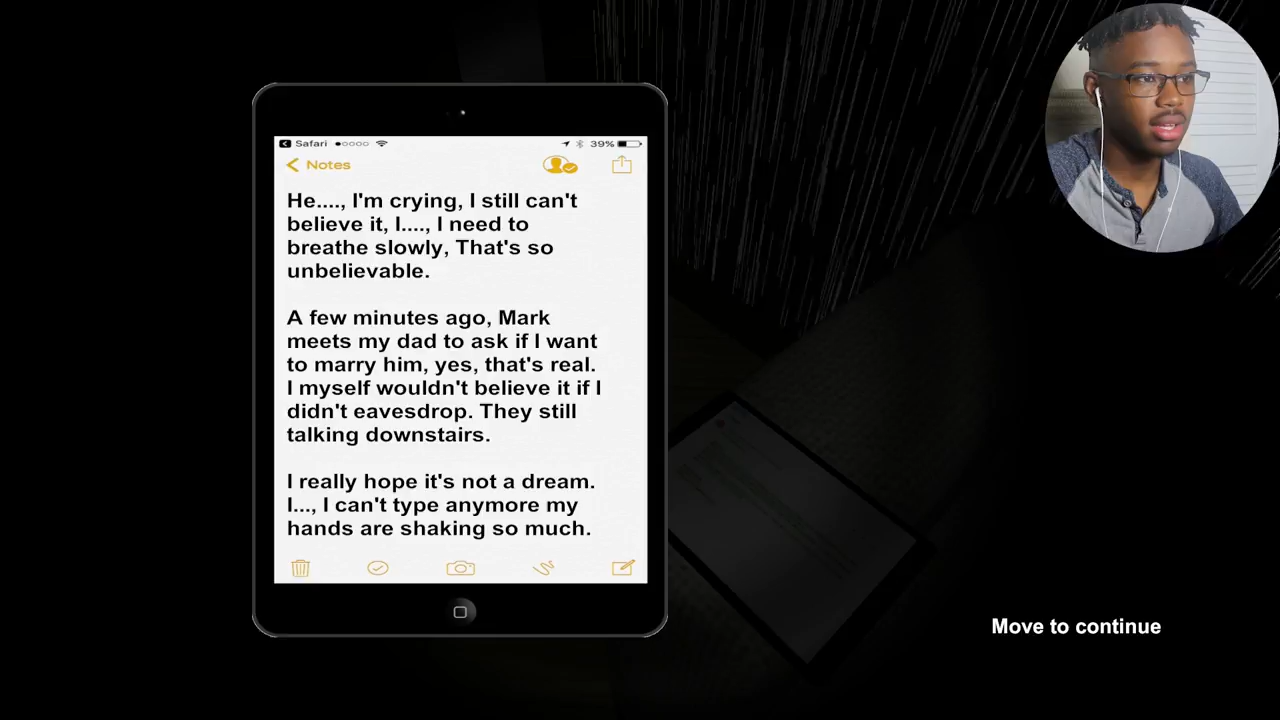 Safari
39%
Notes
He...., I'm crying, I still can't
believe it, I...., I need to
breathe slowly, That's so
unbelievable.
A few minutes ago, Mark
meets my dad to ask if I want
to marry him, yes, that's real.
I myself wouldn't believe it if I
didn't eavesdrop. They still
talking downstairs.
I really hope it's not a dream.
I..., I can't type anymore my
hands are shaking so much.
Move to continue